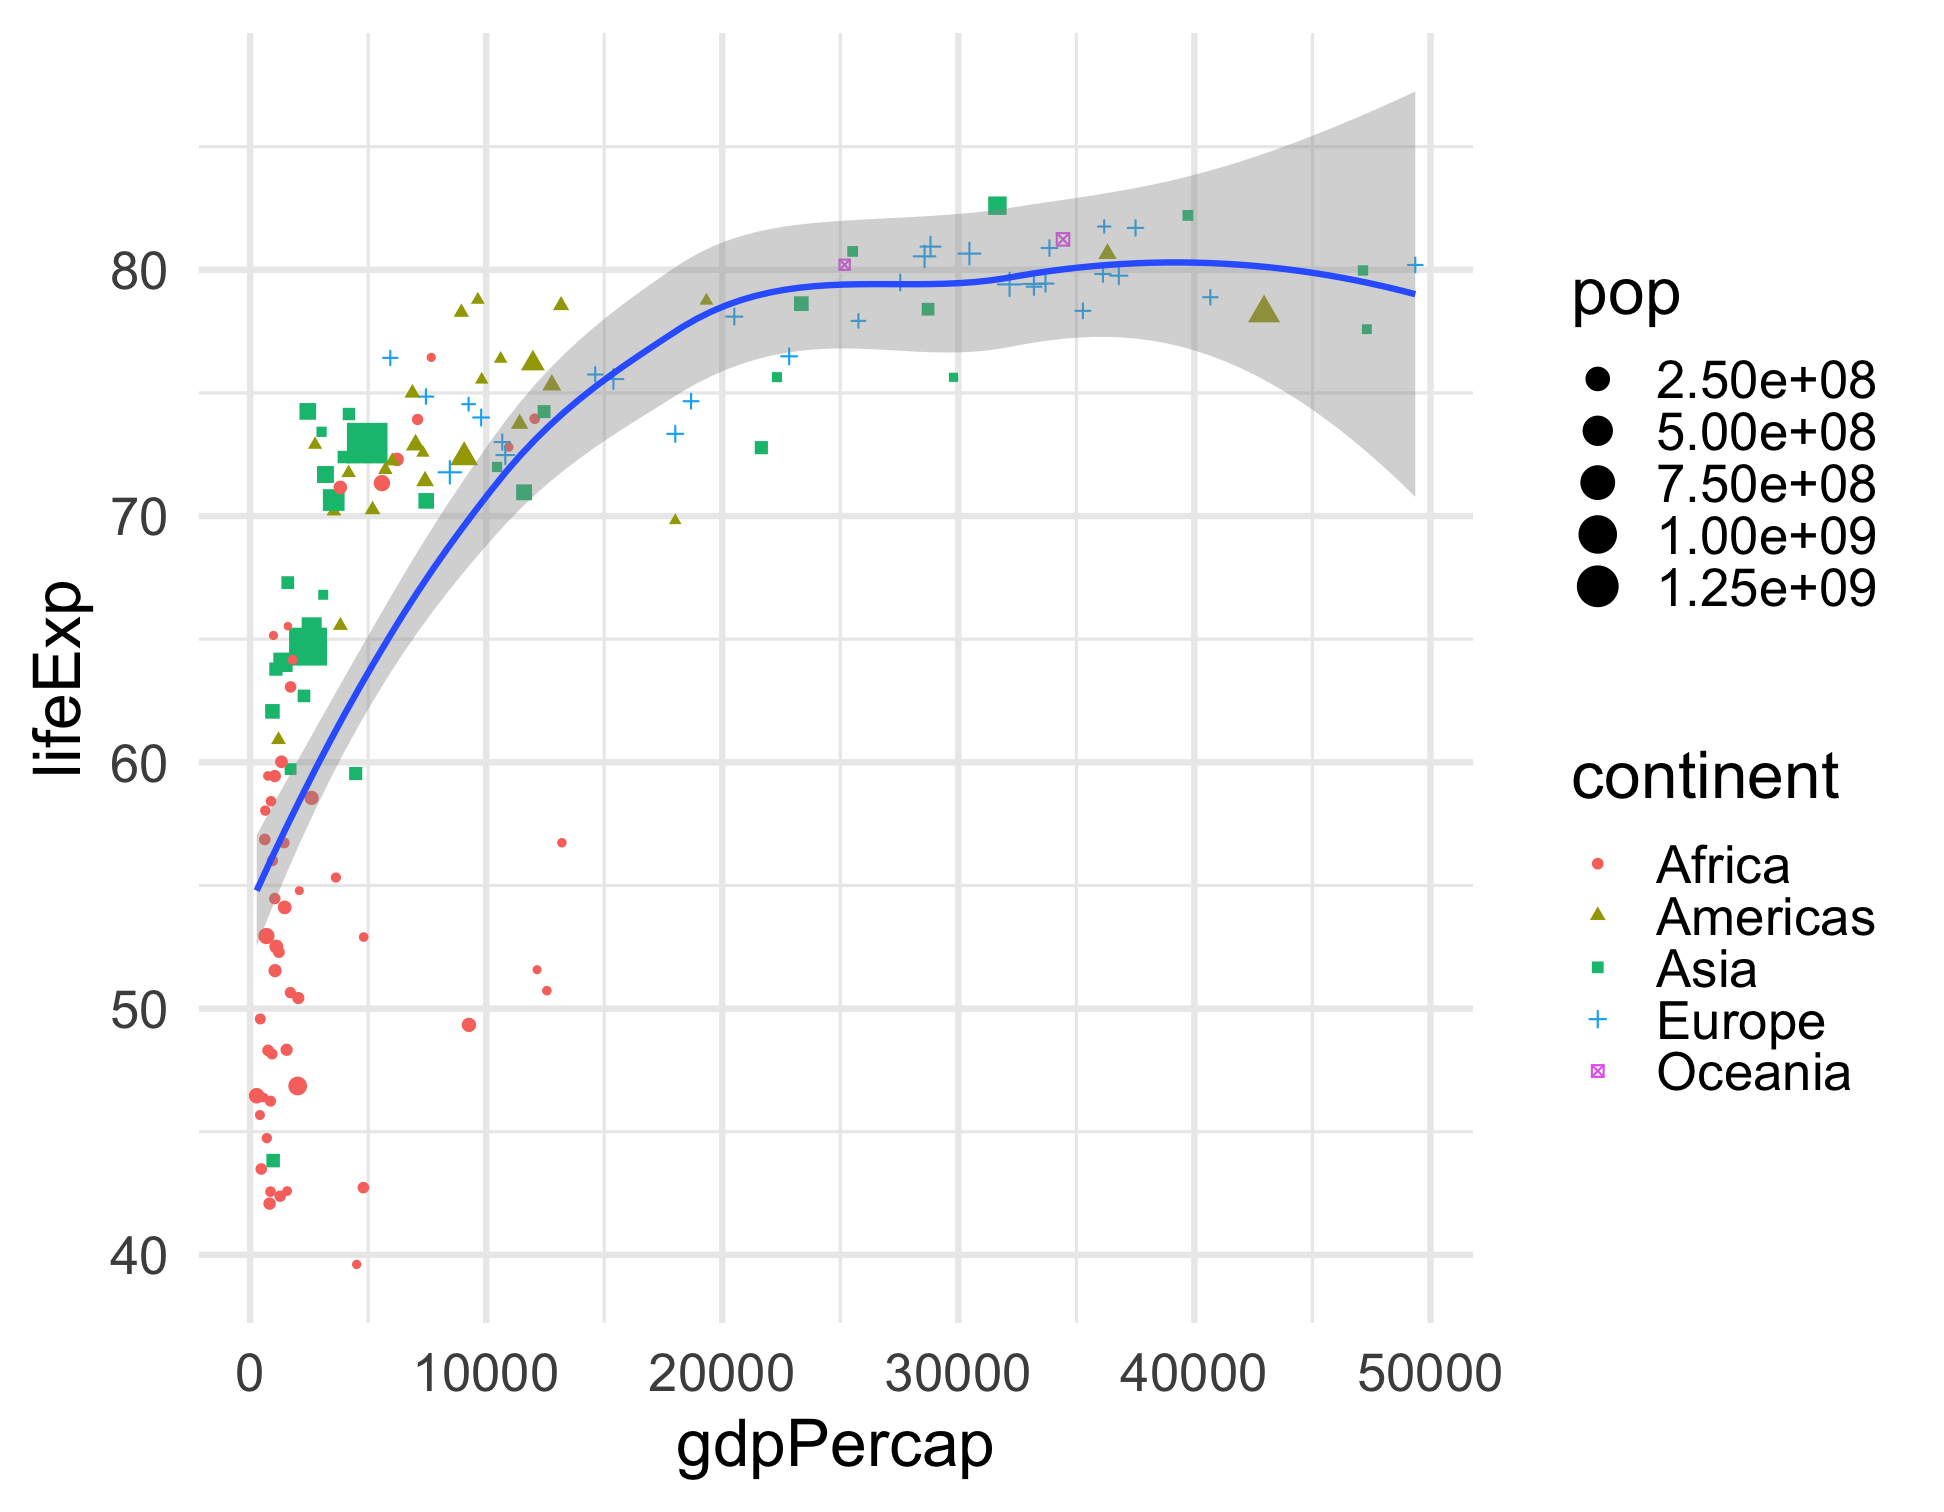 lifeExp
80
70
60
50
40
0 10000 20000 30000 40000 50000
gdpPercap
pop
2.50e+08
5.00e+08
7.50e+08
1.00e+09
1.25e+09
continent
Africa
Americas
Asia
Europe
Oceania